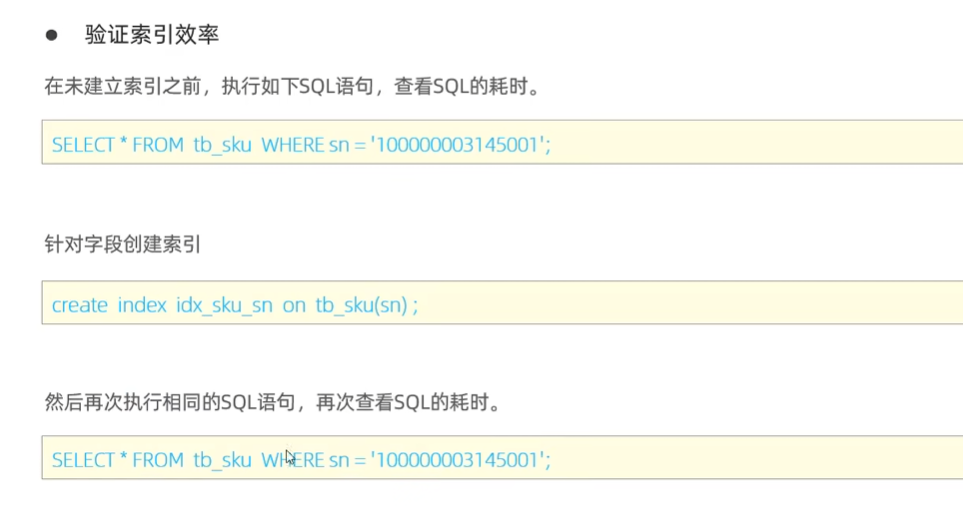 ● 验证索引效率
在未建立索引之前，执行如下SQL语句，查看SQL的耗时。
SELECT * FROM tb_sku WHERE sn = '100000003145001';
针对字段创建索引
create index idx_sku_sn on tb_sku(sn) ;
然后再次执行相同的SQL语句，再次查看SQL的耗时。
SELECT * FROM tb_sku WHERE sn = '100000003145001';